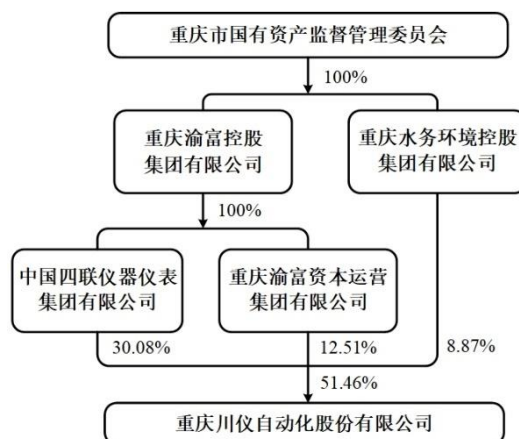 重庆市国有资产监督管理委员会
100%
重庆渝富控股
集团有限公司
重庆水务环境控股
集团有限公司
100%
中国四联仪器仪表
集团有限公司
重庆渝富资本运营
集团有限公司
30.08%
12.51%
8.87%
51.46%
重庆川仪自动化股份有限公司